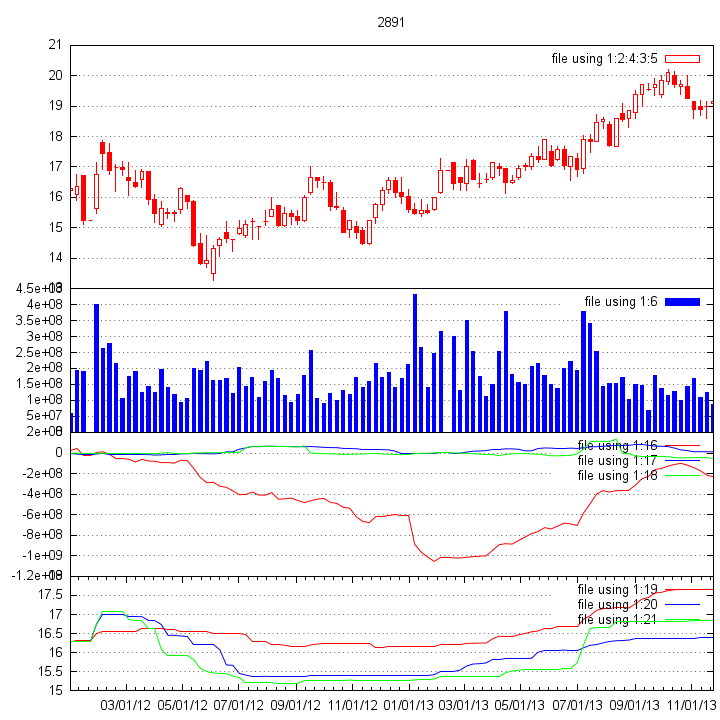 2891
21
file using 1:2:4:3:5
20
19
18
17
16
15
14
13
4.5e+08
file using 1:6
4e+08
3.5e+08
3e+08
2.5e+08
2e+08
1.5e+08
1e+08
5e+07
0
2e+08
file using 1:16
0
file using 1:17
-2e+08
file using 1:18
-4e+08
-6e+08
-8e+08
-1e+09
-1.2e+09
18
file using 1:19
17.5
file using 1:20
17
file using 1:21
16.5
16
15.5
15
03/01/12 05/01/12 07/01/12 09/01/12 11/01/12 01/01/13 03/01/13 05/01/13 07/01/13 09/01/13 11/01/13